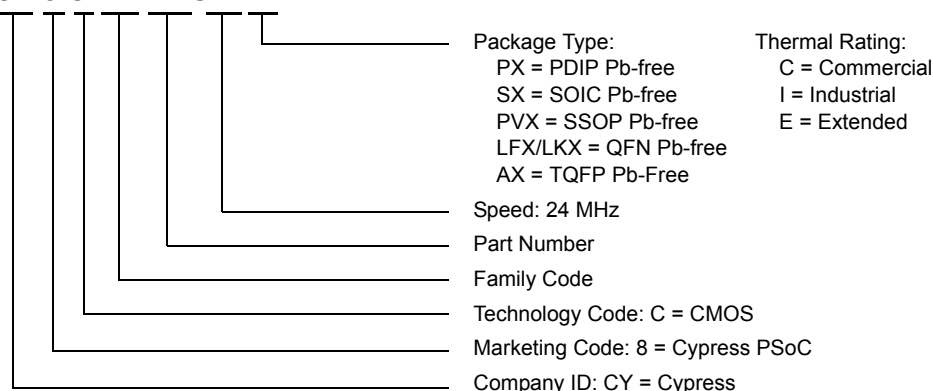 Package Type:
PX = PDIP Pb-free
SX = SOIC Pb-free
PVX = SSOP Pb-free
LFX/LKX = QFN Pb-free
AX = TQFP Pb-Free
Thermal Rating:
C = Commercial
I = Industrial
E = Extended
Speed: 24 MHz
Part Number
Family Code
Technology Code: C = CMOS
Marketing Code: 8 = Cypress PSoC
Company ID: CY = Cypress